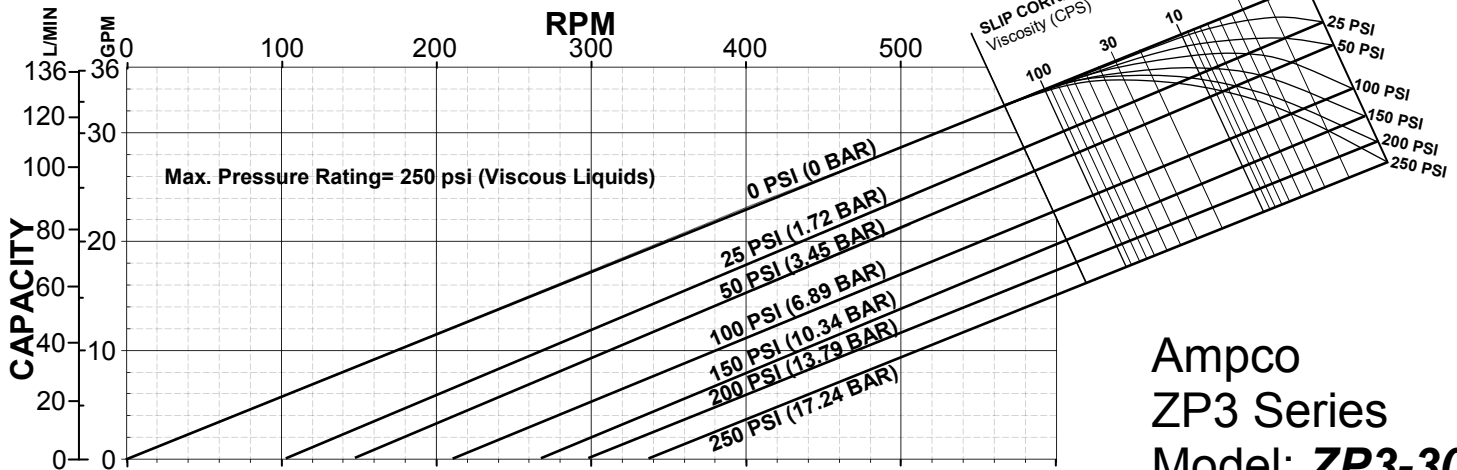 RPM
L/MIN
GPM
0 100 200 300 400 500
136 36
120
30
100
80
20
60
40
10
20
0 0
CAPACITY
Max. Pressure Rating= 250 psi (Viscous Liquids)
0 PSI (0 BAR)
25 PSI (1.72 BAR)
50 PSI (3.45 BAR)
100 PSI (6.89 BAR)
150 PSI (10.34 BAR)
200 PSI (13.79 BAR)
250 PSI (17.24 BAR)
Viscosity (CPS)
SLIP
100 30 10
25 PSI
50 PSI
100 PSI
150 PSI
200 PSI
250 PSI
Ampco
ZP3 Series
Model: